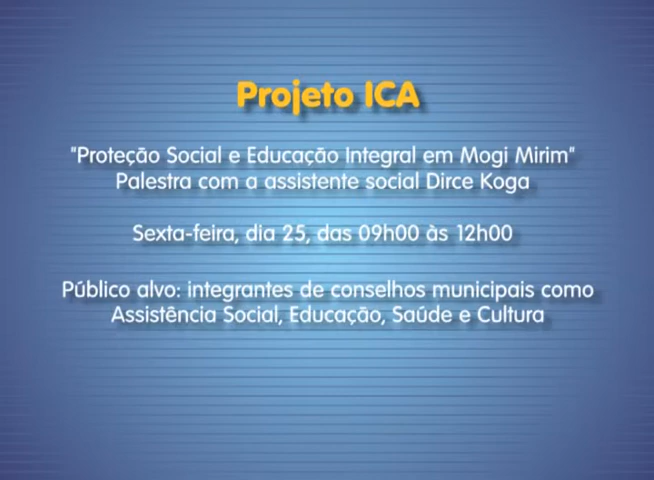 Projeto ICA
"Proteção Social e Educação Integral em Mogi Mirim"
Palestra com a assistente social Dirce Koga
Sexta-feira, dia 25, das 09h00 às 12h00
Público alvo: integrantes de conselhos municipais como
Assistência Social, Educação, Saúde e Cultura